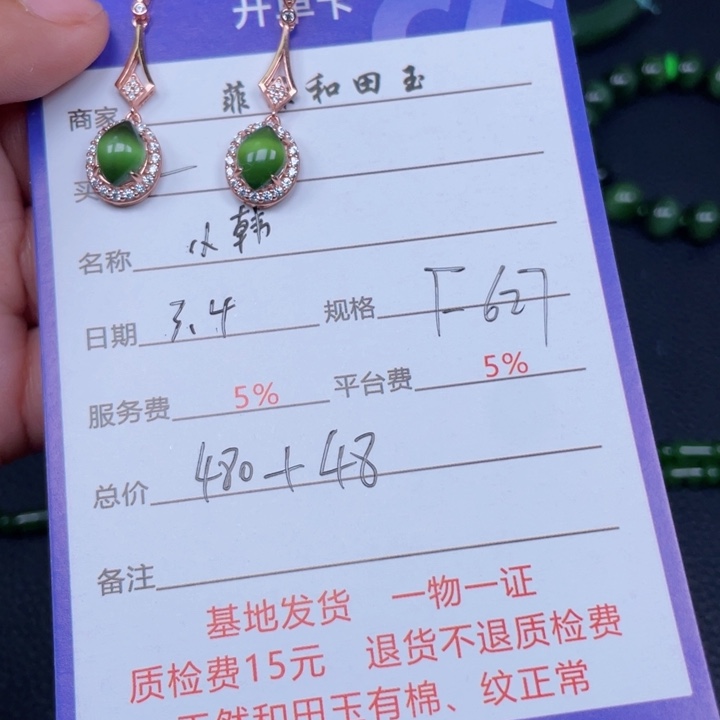 开单卡
商家 菲 和田玉
买
名称 小韩
日期 3.4 规格
服务费 5% 平台费 5%
总价 480+48
备注
基地发货 一物一证
质检费15元 退货不退质检费
天然和田玉有棉、纹正常